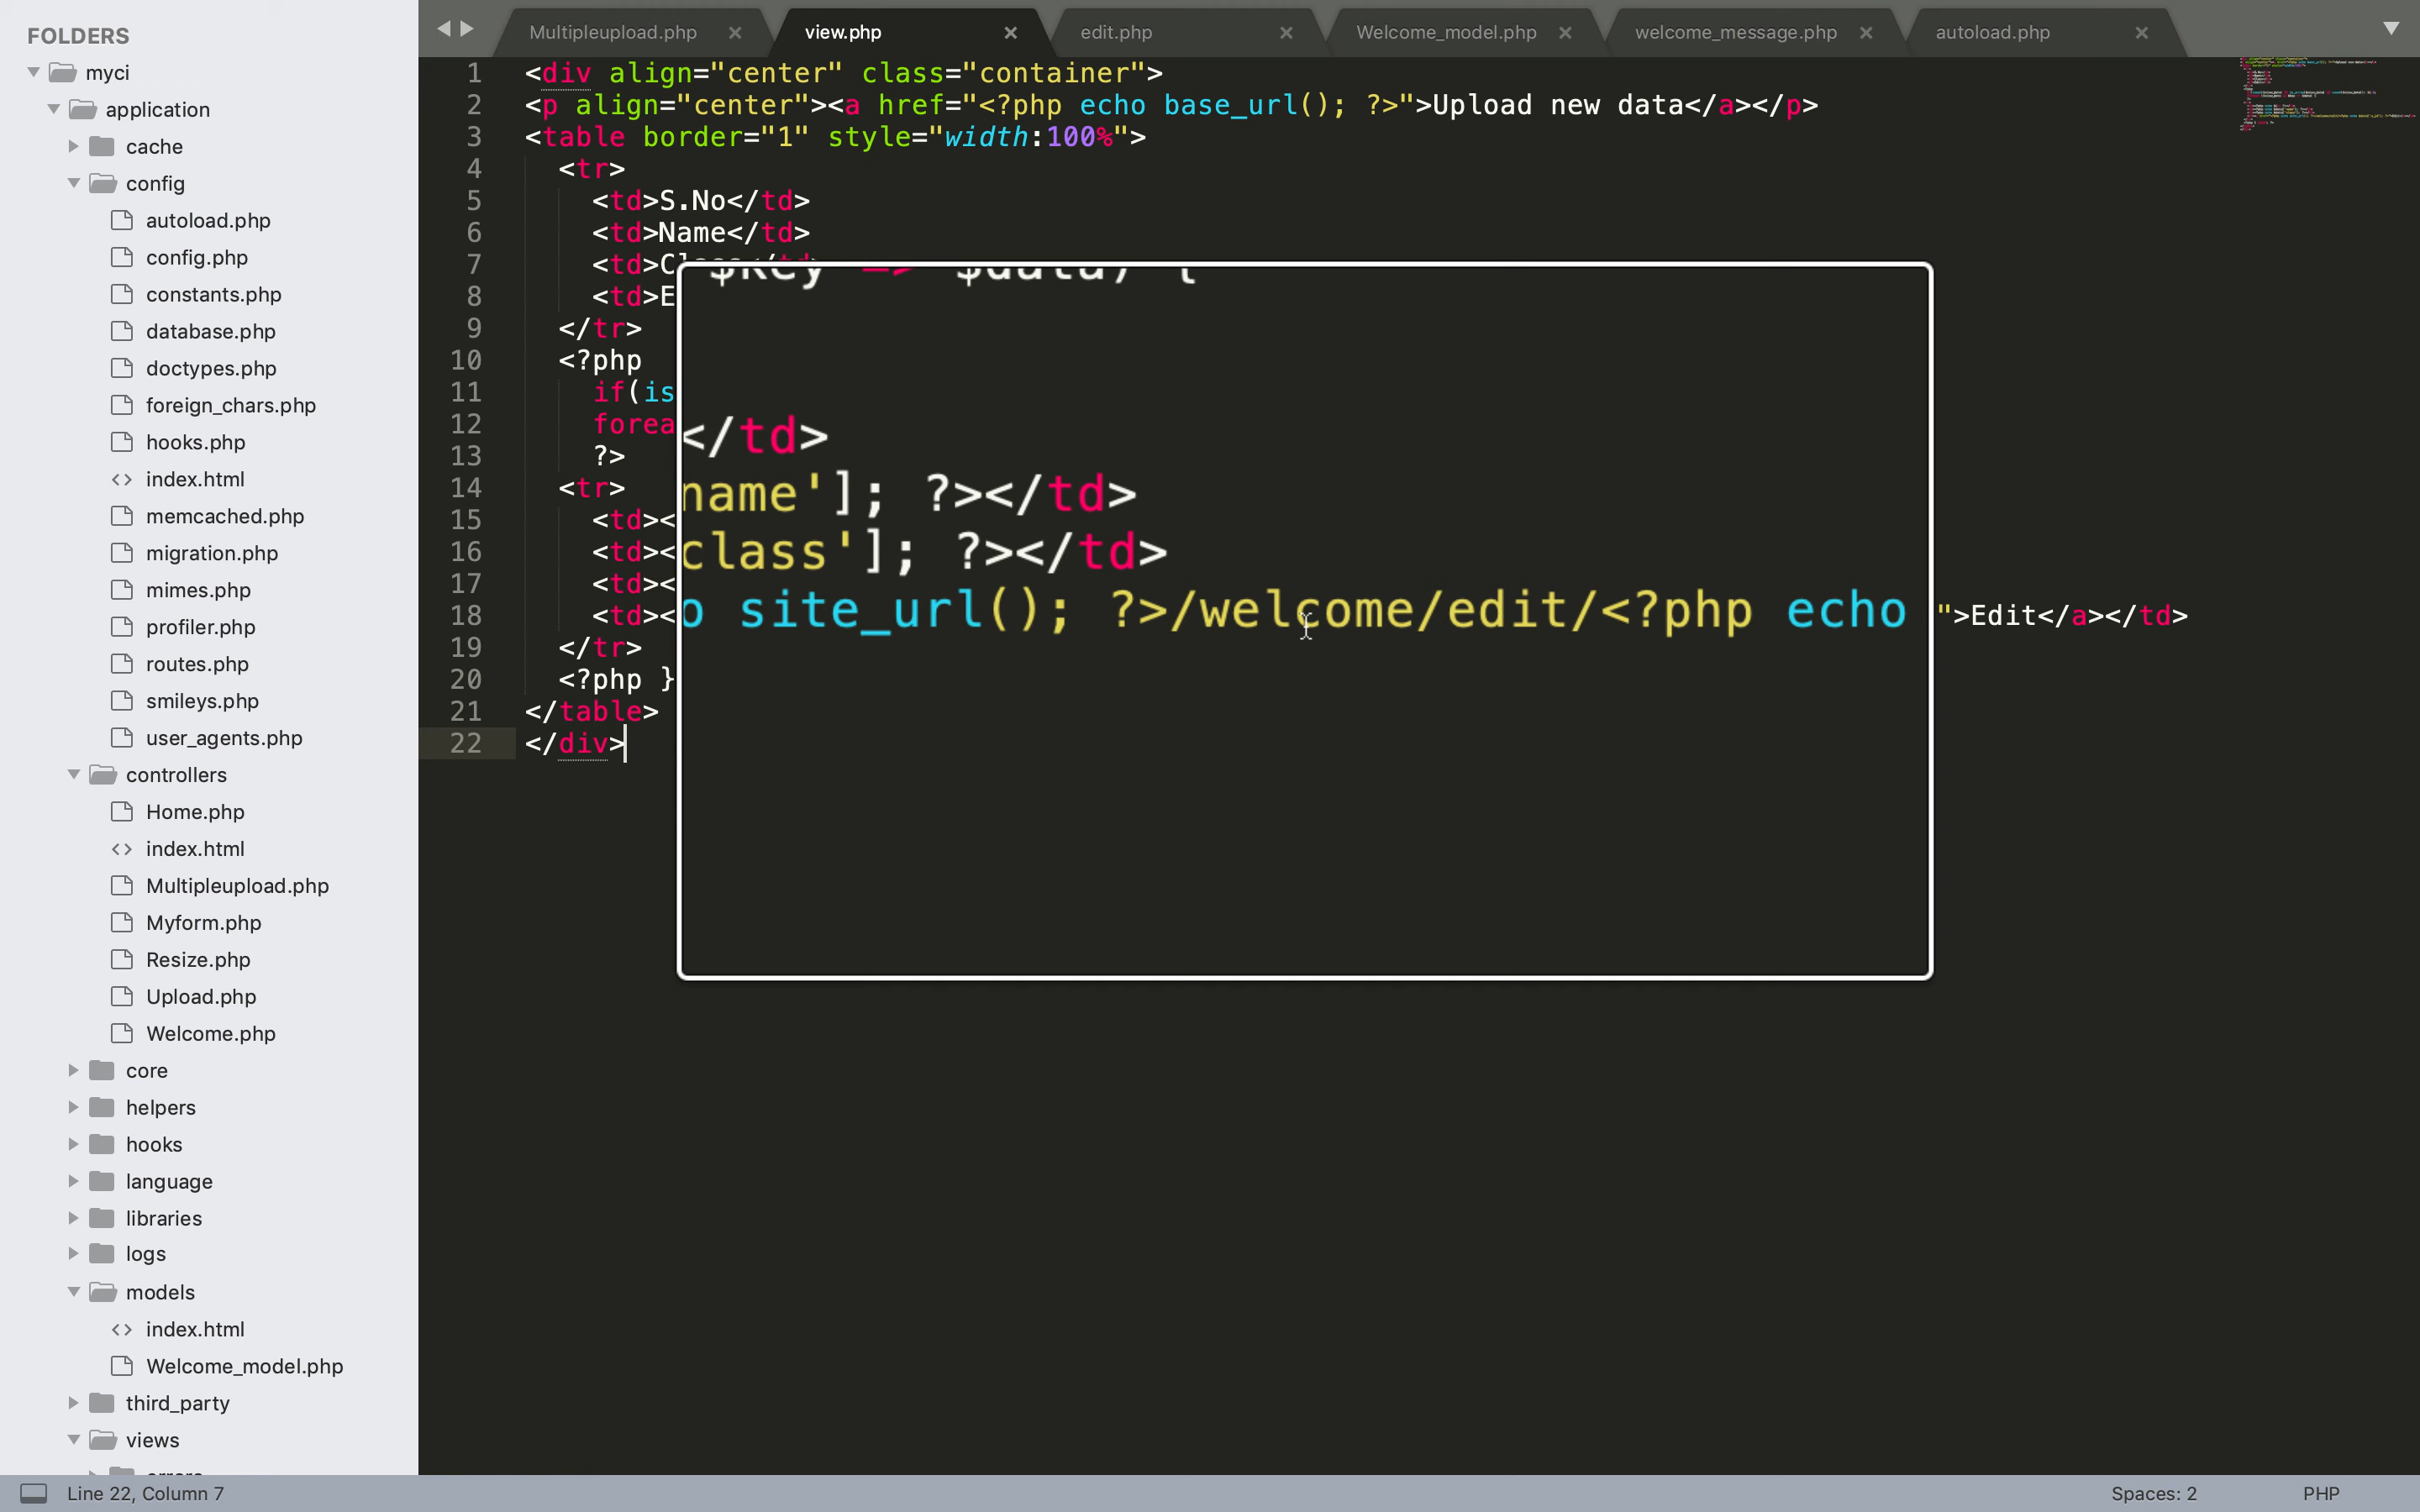 FOLDERS
myci
application
cache
config
autoload.php
config.php
constants.php
database.php
doctypes.php
foreign_chars.php
hooks.php
index.html
memcached.php
migration.php
mimes.php
profiler.php
routes.php
smileys.php
user_agents.php
controllers
Home.php
index.html
Multipleupload.php
Myform.php
Resize.php
Upload.php
Welcome.php
core
helpers
hooks
language
libraries
logs
models
index.html
Welcome_model.php
third_party
views
Multipleupload.php
view.php
edit.php
Welcome_model.php
welcome_message.php
autoload.php
1 <div align="center" class="container">
2 <p align="center"><a href="<?php echo base_url(); ?>">Upload new data</a></p>
3 <table border="1" style="width:100%">
4 <tr>
5 <td>S.No</td>
6 <td>Name</td>
7 <td>C
8 <td>E
9 </tr>
10 <?php
11 if(is
12 forea
13 ?>
14 <tr>
15 <td><
16 <td><
17 <td><
18 <td><
19 </tr>
20 <?php }
21 </table>
22 </div>
$key => $data) {
</td>
name']; ?></td>
class']; ?></td>
o site_url(); ?>/welcome/edit/<?php echo
">Edit</a></td>
Line 22, Column 7
Spaces: 2
PHP